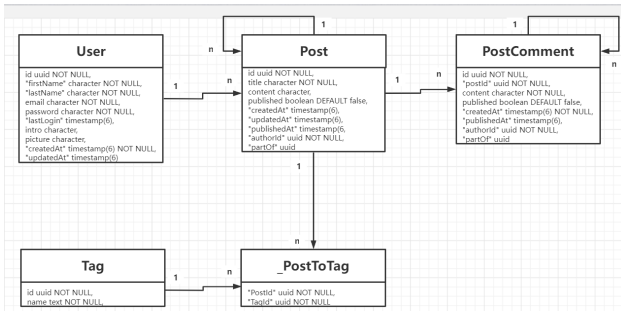 1
1
n
n
User
id uuid NOT NULL,
"firstName" character NOT NULL,
"lastName" character NOT NULL,
email character NOT NULL,
password character NOT NULL,
"lastLogin" timestamp(6),
intro character,
picture character,
"createdAt" timestamp(6) NOT NULL,
"updatedAt" timestamp(6)
1
n
Post
id uuid NOT NULL,
title character NOT NULL,
content character,
published boolean DEFAULT false,
"createdAt" timestamp(6),
"updatedAt" timestamp(6),
"publishedAt" timestamp(6,
"authorId" uuid NOT NULL,
"partOf" uuid
1
n
PostComment
id uuid NOT NULL,
"postId" uuid NOT NULL,
content character NOT NULL,
published boolean DEFAULT false,
"createdAt" timestamp(6) NOT NULL,
"publishedAt" timestamp(6),
"authorId" uuid NOT NULL,
"partOf" uuid
1
n
Tag
id uuid NOT NULL,
name text NOT NULL,
1
n
_PostToTag
"PostId" uuid NOT NULL,
"TagId" uuid NOT NULL